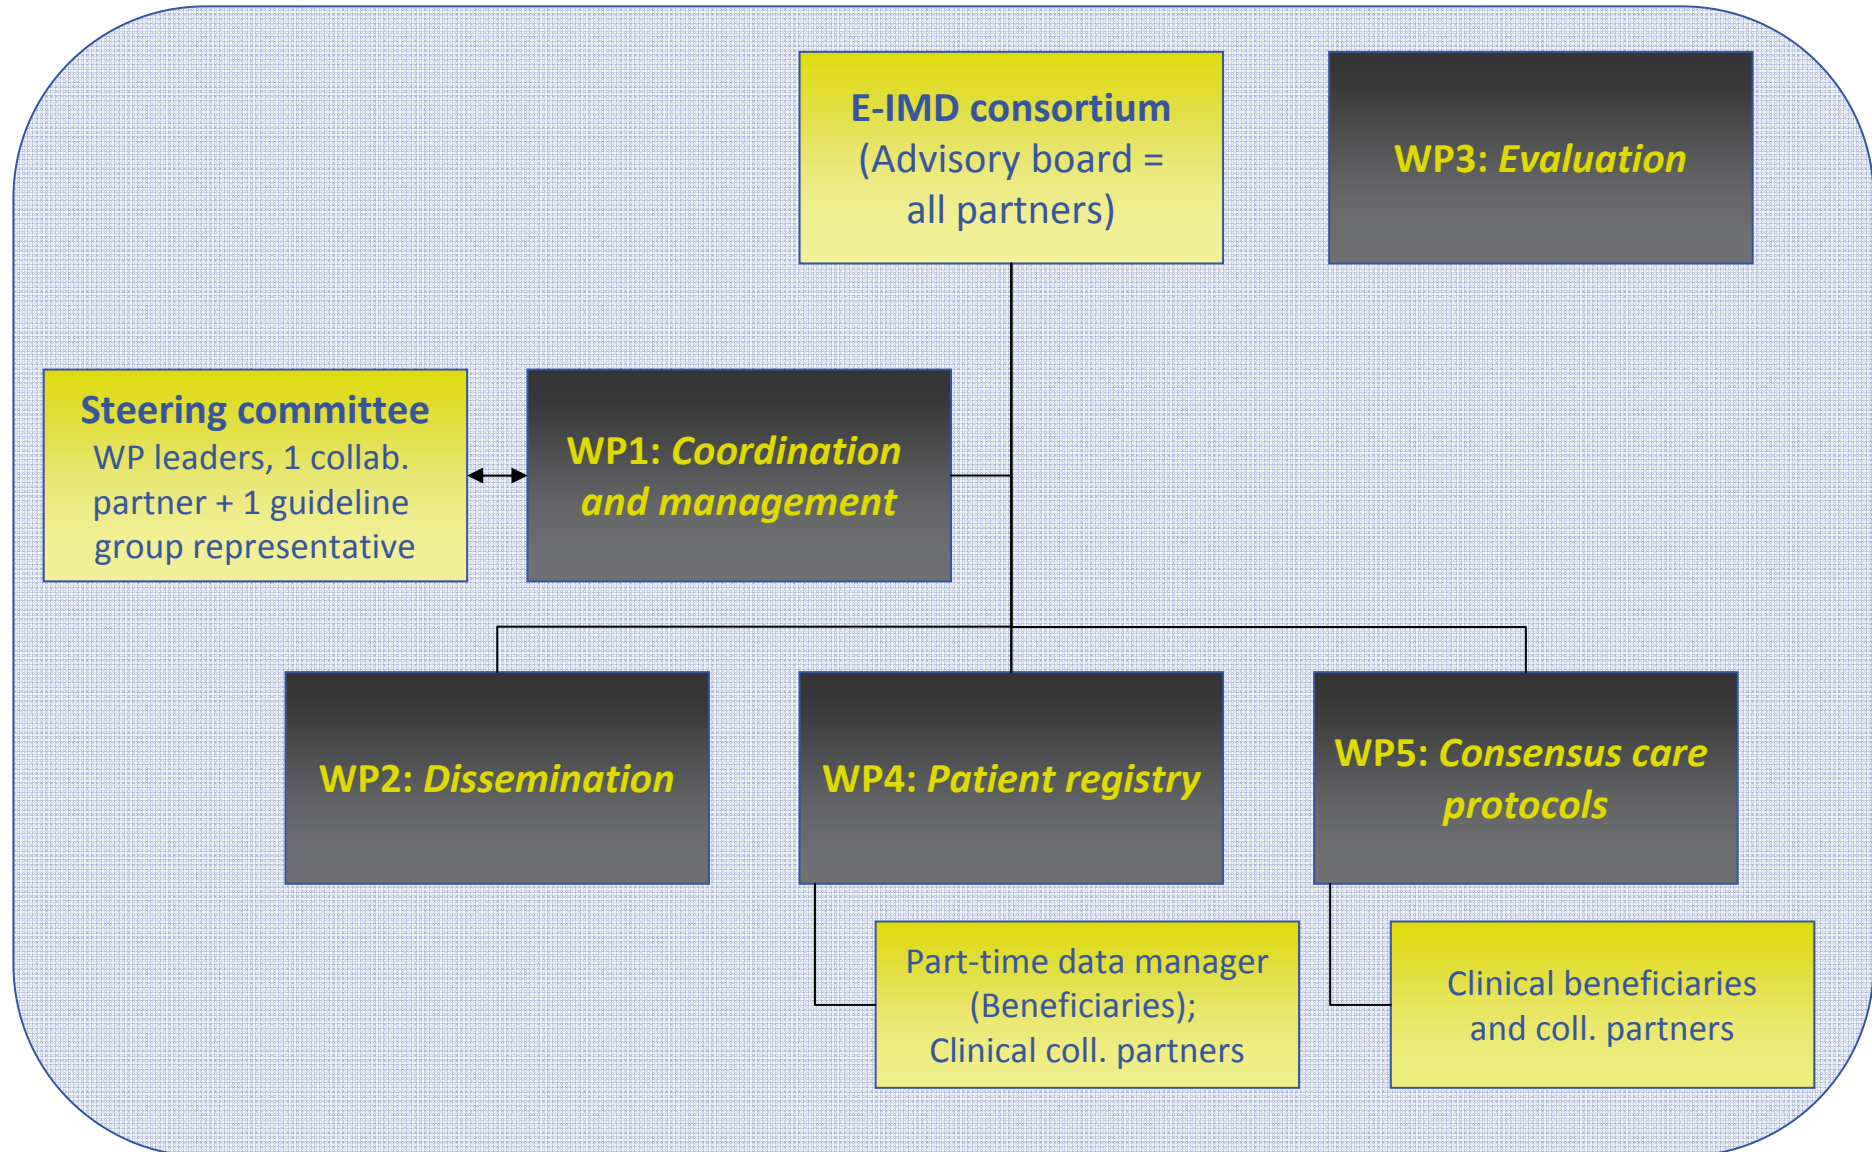 E-IMD consortium
(Advisory board =
all partners)
WP3: Evaluation
Steering committee
WP leaders, 1 collab.
partner + 1 guideline
group representative
WP1: Coordination
and management
WP2: Dissemination
WP4: Patient registry
WP5: Consensus care
protocols
Part-time data manager
(Beneficiaries);
Clinical coll. partners
Clinical beneficiaries
and coll. partners